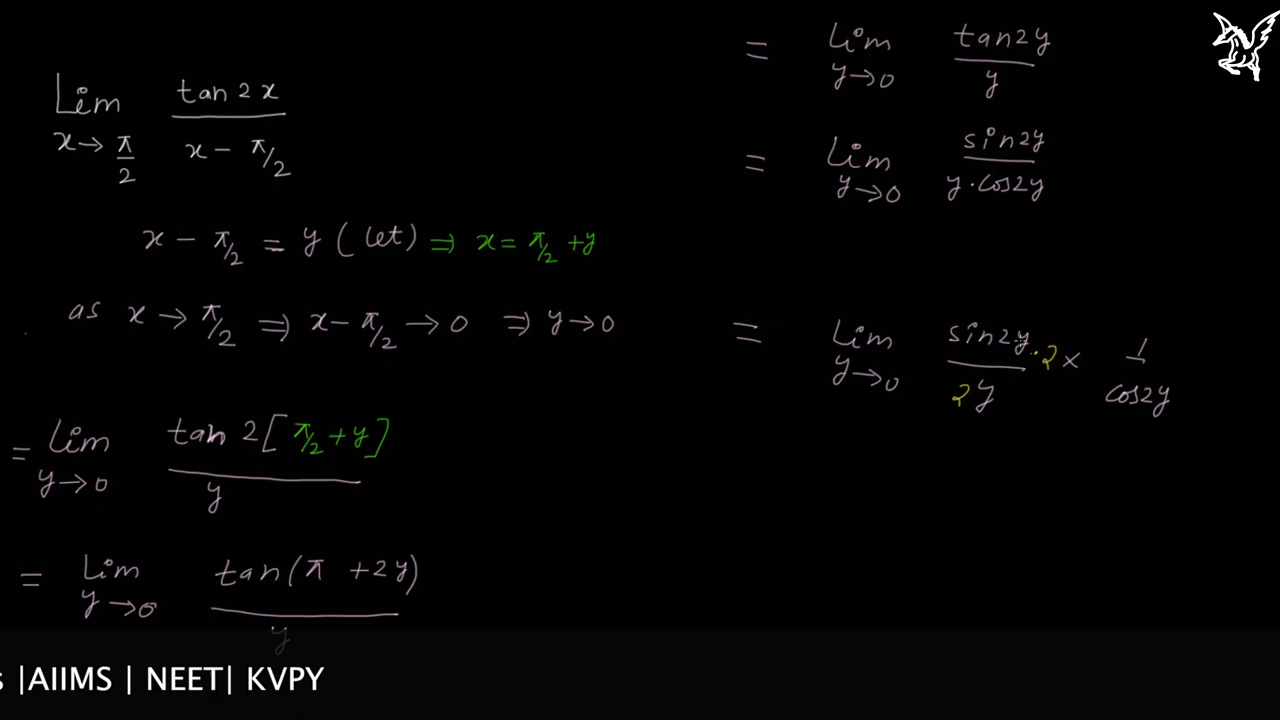 Lim x→π/2 tan 2x / x − π/2
x − π/2 = y (let) ⇒ x = π/2 + y
as x → π/2 ⇒ x − π/2 → 0 ⇒ y → 0
= lim y→0 tan 2[π/2 + y] / y
= lim y→0 tan(π + 2y) / y
= lim y→0 tan2y / y
= lim y→0 sin2y / y·cos2y
= lim y→0 sin2y / 2y ·2 × 1 / cos2y
|AIIMS | NEET| KVPY